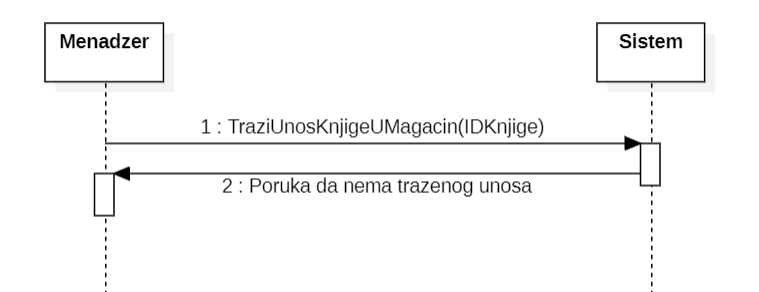 Menadzer
Sistem
1 : TraziUnosKnjigeUMagacin(IDKnjige)
2 : Poruka da nema trazenog unosa